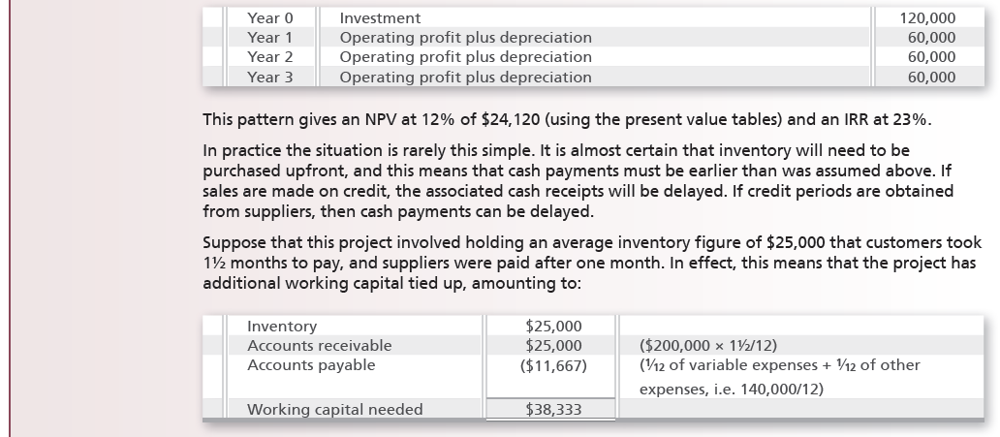 Year 0 Investment 120,000
Year 1 Operating profit plus depreciation 60,000
Year 2 Operating profit plus depreciation 60,000
Year 3 Operating profit plus depreciation 60,000
This pattern gives an NPV at 12% of $24,120 (using the present value tables) and an IRR at 23%.
In practice the situation is rarely this simple. It is almost certain that inventory will need to be
purchased upfront, and this means that cash payments must be earlier than was assumed above. If
sales are made on credit, the associated cash receipts will be delayed. If credit periods are obtained
from suppliers, then cash payments can be delayed.
Suppose that this project involved holding an average inventory figure of $25,000 that customers took
1½ months to pay, and suppliers were paid after one month. In effect, this means that the project has
additional working capital tied up, amounting to:
Inventory $25,000
Accounts receivable $25,000 ($200,000 × 1½/12)
Accounts payable ($11,667) (1/12 of variable expenses + 1/12 of other
expenses, i.e. 140,000/12)
Working capital needed $38,333